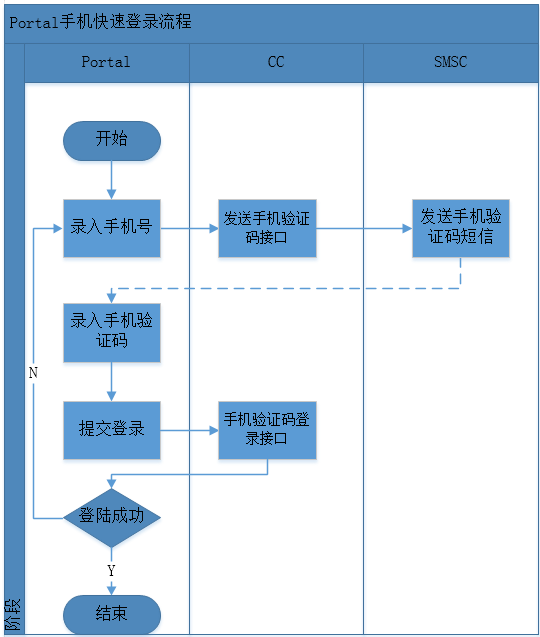 Portal手机快速登录流程
Portal
CC
SMSC
开始
录入手机号
发送手机验证
码接口
发送手机验
证码短信
录入手机验
证码
N
提交登录
手机验证码登
录接口
登陆成功
Y
结束
阶段